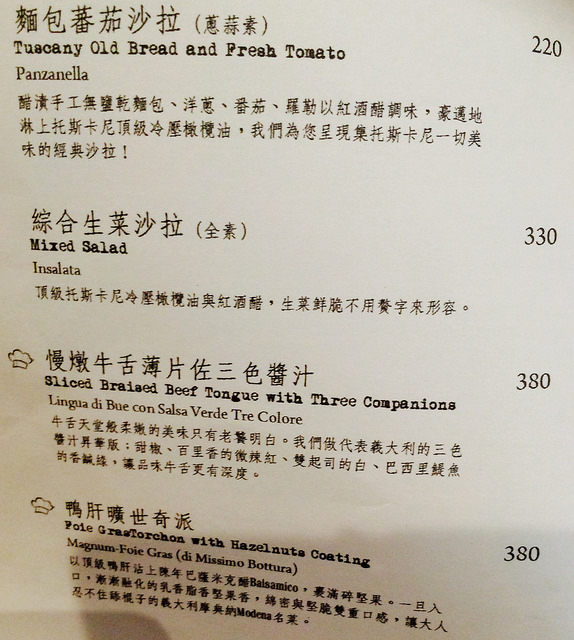 麵包蕃茄沙拉（蔥蒜素）
Tuscany Old Bread and Fresh Tomato 220
Panzanella
醋漬手工無鹽乾麵包、洋蔥、番茄、羅勒以紅酒醋調味，豪邁地
淋上托斯卡尼頂級冷壓橄欖油，我們為您呈現集托斯卡尼一切美
味的經典沙拉！
綜合生菜沙拉（全素）
Mixed Salad 330
Insalata
頂級托斯卡尼冷壓橄欖油與紅酒醋，生菜鮮脆不用贅字來形容。
慢燉牛舌薄片佐三色醬汁
Sliced Braised Beef Tongue with Three Companions 380
Lingua di Bue con Salsa Verde Tre Colore
牛舌天堂般柔嫩的美味只有老饕明白。我們做代表義大利的三色
醬汁昇華版：甜椒、百里香的微辣紅、雙起司的白、巴西里鯷魚
的香鹹綠，讓品味牛舌更有深度。
鴨肝曠世奇派
Foie GrasTorchon with Hazelnuts Coating 380
Magnum-Foie Gras (di Missimo Bottura)
以頂級鴨肝沾上陳年巴薩米克醋Balsamico，裹滿碎堅果。一旦入
口，漸漸融化的乳香脂香堅果香，綿密與堅脆雙重口感，讓大人
忍不住舔棍子的義大利摩典納Modena名菜。